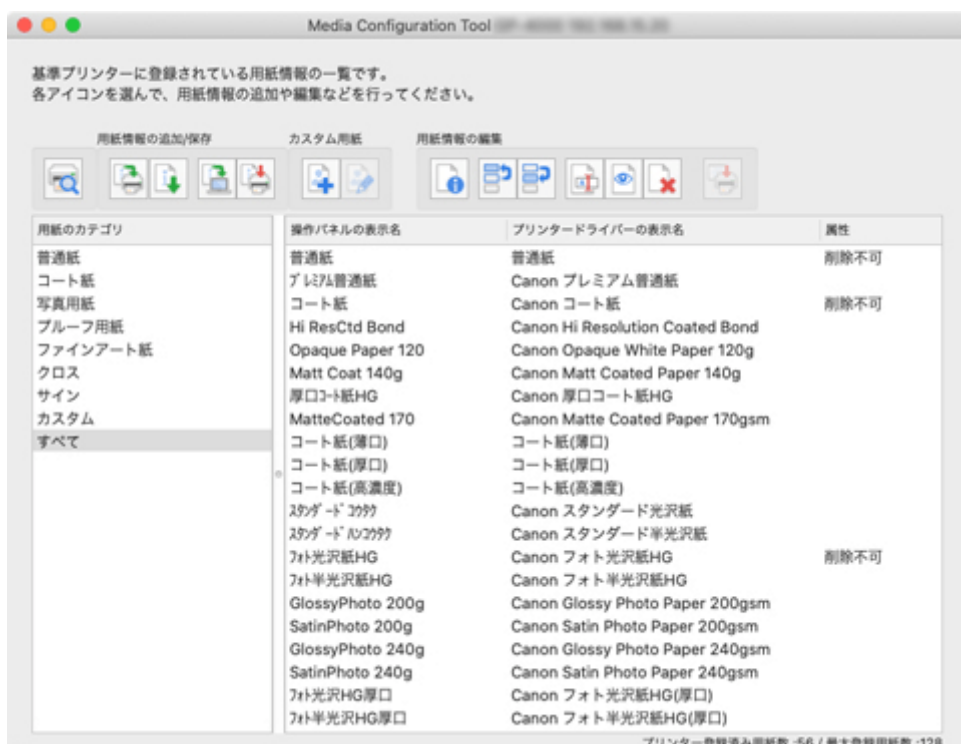 Media Configuration Tool
基準プリンターに登録されている用紙情報の一覧です。
各アイコンを選んで、用紙情報の追加や編集などを行ってください。
用紙情報の追加/保存 カスタム用紙 用紙情報の編集
用紙のカテゴリ 操作パネルの表示名 プリンタードライバーの表示名 属性
普通紙 普通紙 普通紙 削除不可
コート紙 プレミアム普通紙 Canon プレミアム普通紙
写真用紙 コート紙 Canon コート紙 削除不可
プルーフ用紙 Hi ResCtd Bond Canon Hi Resolution Coated Bond
ファインアート紙 Opaque Paper 120 Canon Opaque White Paper 120g
クロス Matt Coat 140g Canon Matt Coated Paper 140g
サイン 厚口コート紙HG Canon 厚口コート紙HG
カスタム MatteCoated 170 Canon Matte Coated Paper 170gsm
すべて コート紙(薄口) コート紙(薄口)
コート紙(厚口) コート紙(厚口)
コート紙(高濃度) コート紙(高濃度)
スタンダード コウタク Canon スタンダード光沢紙
スタンダード ハンコウタク Canon スタンダード半光沢紙
フォト光沢紙HG Canon フォト光沢紙HG 削除不可
フォト半光沢紙HG Canon フォト半光沢紙HG
GlossyPhoto 200g Canon Glossy Photo Paper 200gsm
SatinPhoto 200g Canon Satin Photo Paper 200gsm
GlossyPhoto 240g Canon Glossy Photo Paper 240gsm
SatinPhoto 240g Canon Satin Photo Paper 240gsm
フォト光沢HG厚口 Canon フォト光沢紙HG(厚口)
フォト半光沢HG厚口 Canon フォト半光沢紙HG(厚口)
プリンター登録済み用紙数 :56 / 最大登録用紙数 :128